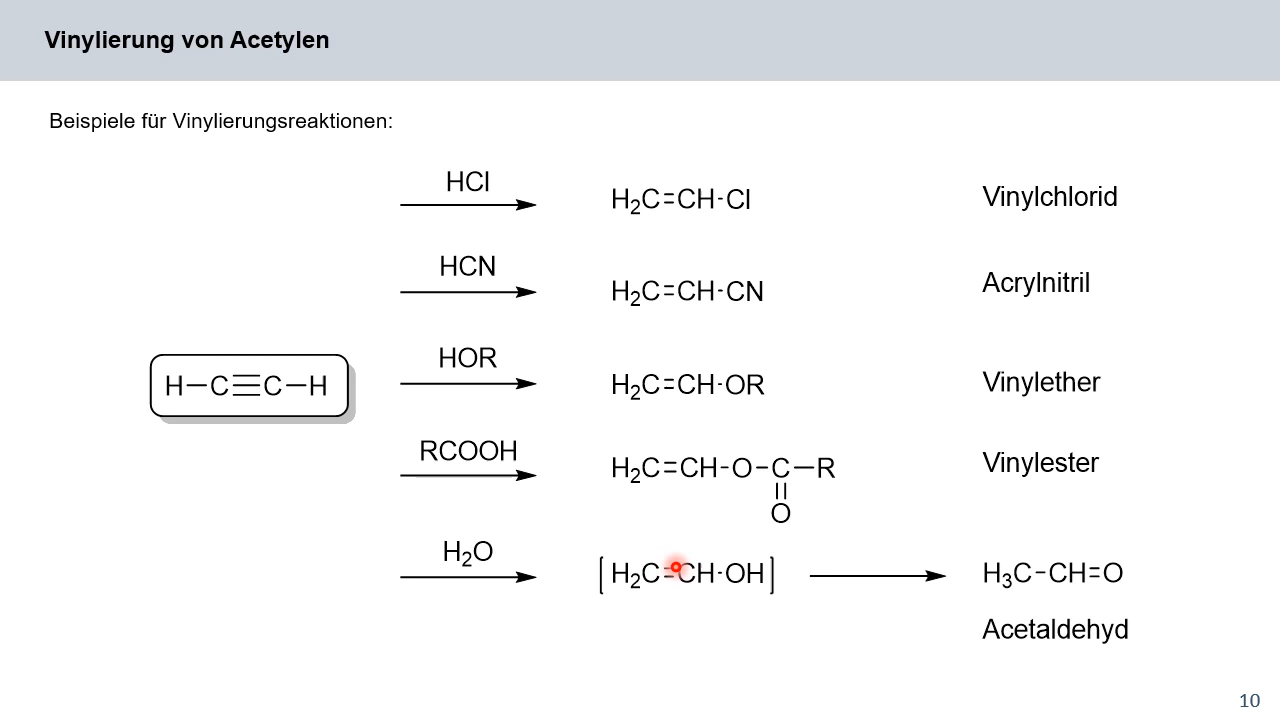 Vinylierung von Acetylen
Beispiele für Vinylierungsreaktionen:
HCl
H₂C=CH-Cl
Vinylchlorid
HCN
H₂C=CH-CN
Acrylnitril
H—C≡C—H
HOR
H₂C=CH-OR
Vinylether
RCOOH
H₂C=CH-O-C—R
Vinylester
O
H₂O
[H₂C=CH-OH]
H₃C-CH=O
Acetaldehyd
10